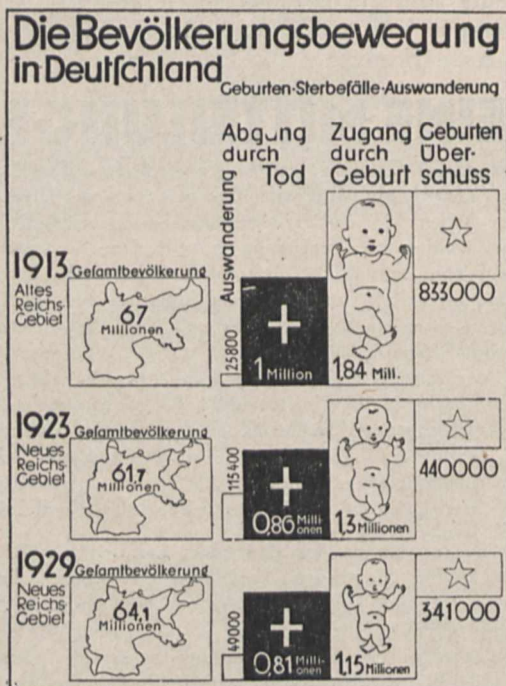 Die Bevölkerungsbewegung
in Deutſchland
Geburten-Sterbefälle-Auswanderung
Auswanderung
Abgang
durch
Tod
Zugang
durch
Geburt
Geburten
Über-
schuss
1913 Geſamtbevölkerung
Altes
Reichs-
Gebiet
67
Millionen
25800
1 Million
1,84 Mill.
833000
1923 Geſamtbevölkerung
Neues
Reichs-
Gebiet
61,7
Millionen
115400
0,86 Milli-
onen
1,3 Millionen
440000
1929 Geſamtbevölkerung
Neues
Reichs-
Gebiet
64,1
Millionen
49000
0,81 Milli-
onen
1,15 Millionen
341000